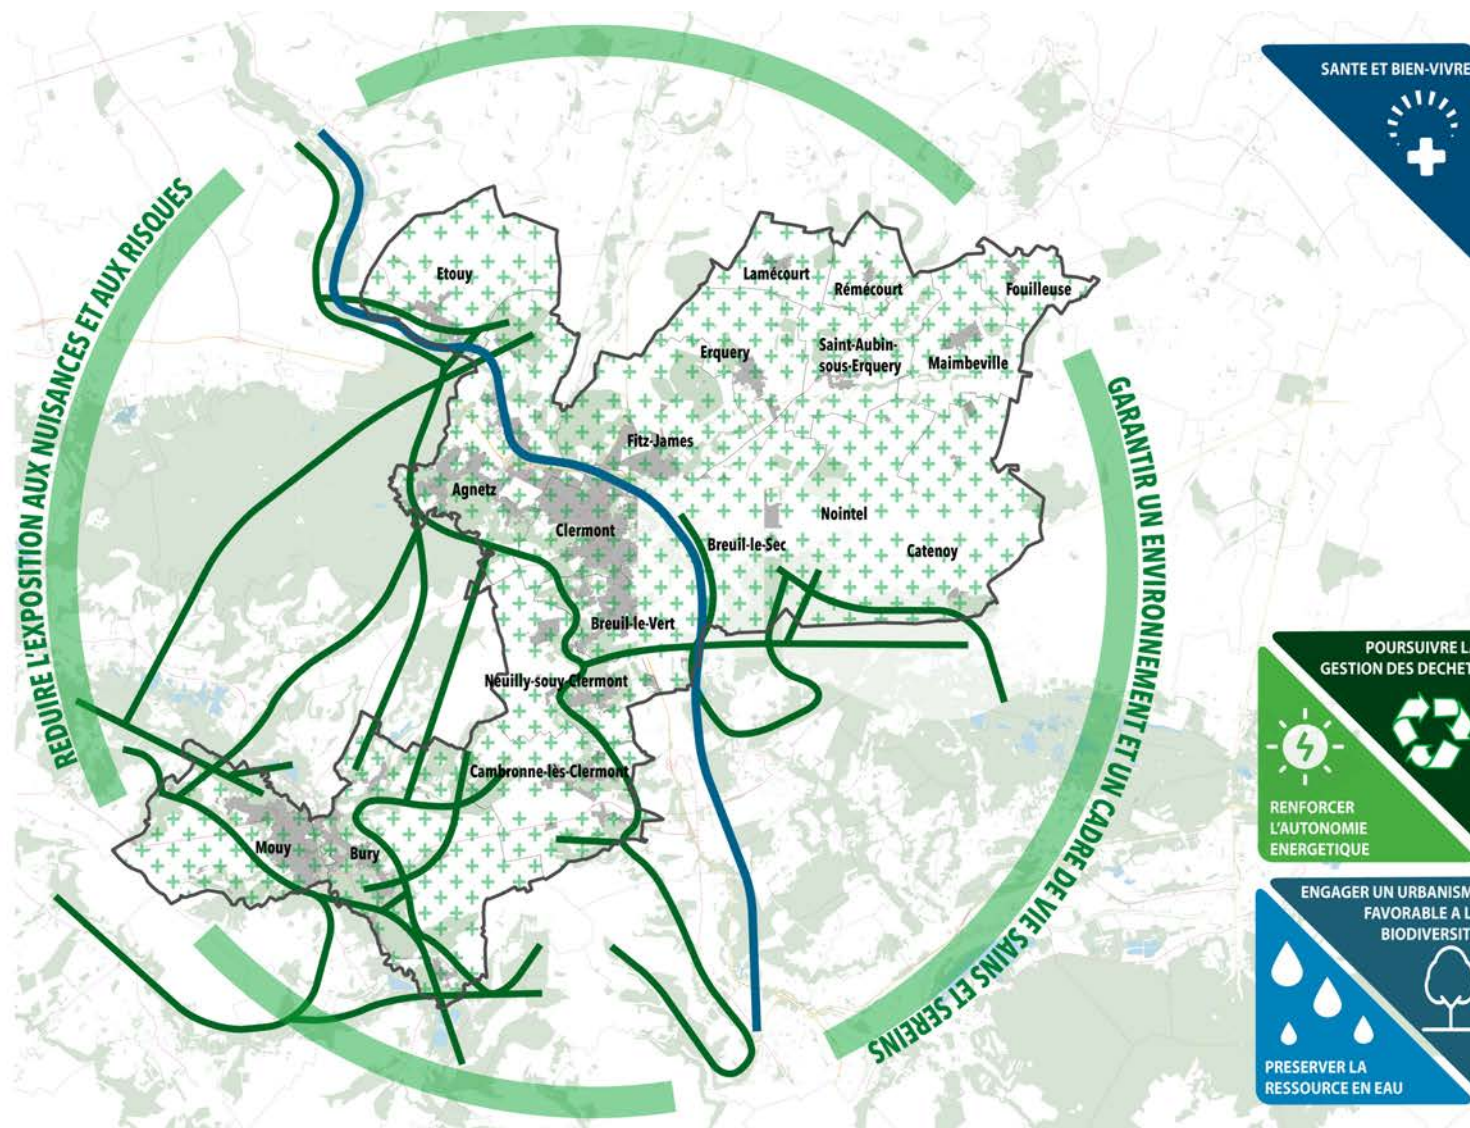 SANTE ET BIEN-VIVRE
REDUIRE L'EXPOSITION AUX NUISANCES ET AUX RISQUES
GARANTIR UN ENVIRONNEMENT ET UN CADRE DE VIE SAINS ET SEREINS
Etouy
Lamécourt
Rémécourt
Fouilleuse
Erquery
Saint-Aubin-
sous-Erquery
Maimbeville
Fitz-James
Agnetz
Clermont
Nointel
Breuil-le-Sec
Catenoy
Breuil-le-Vert
Neuilly-souy-Clermont
Cambronne-lès-Clermont
Mouy
Bury
POURSUIVRE L
GESTION DES DECHET
RENFORCER
L'AUTONOMIE
ENERGETIQUE
ENGAGER UN URBANISM
FAVORABLE A L
BIODIVERSIT
PRESERVER LA
RESSOURCE EN EAU